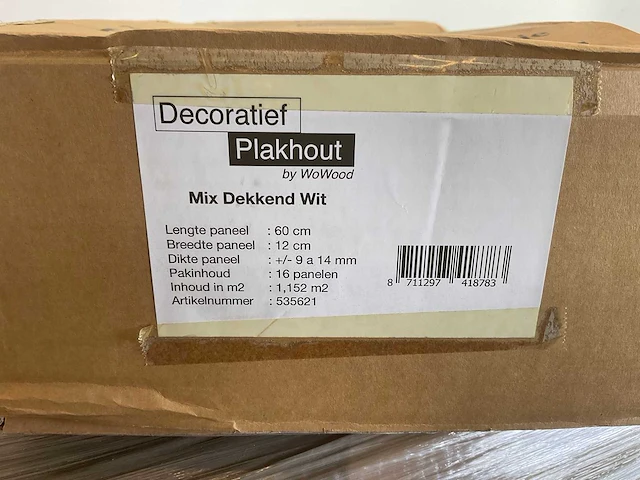 Decoratief
Plakhout
by WoWood
Mix Dekkend Wit
Lengte paneel : 60 cm
Breedte paneel : 12 cm
Dikte paneel : +/- 9 a 14 mm
Pakinhoud : 16 panelen
Inhoud in m2 : 1,152 m2
Artikelnummer : 535621
8 711297 418783